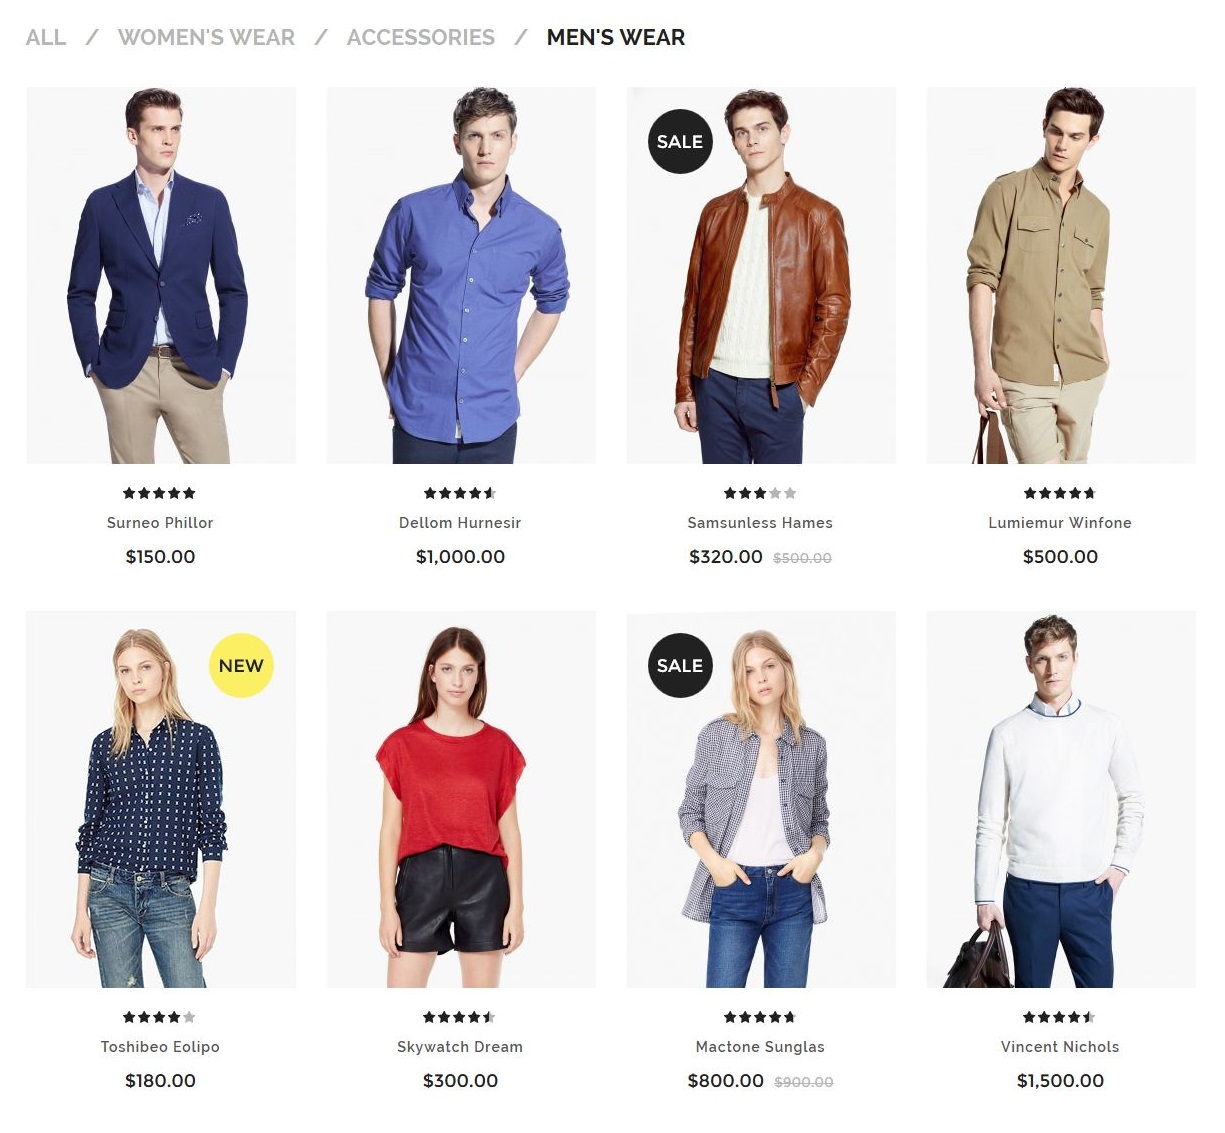 ALL / WOMEN'S WEAR / ACCESSORIES / MEN'S WEAR
SALE
Surneo Phillor
$150.00
Dellom Hurnesir
$1,000.00
Samsunless Hames
$320.00 $500.00
Lumiemur Winfone
$500.00
NEW
SALE
Toshibeo Eolipo
$180.00
Skywatch Dream
$300.00
Mactone Sunglas
$800.00 $900.00
Vincent Nichols
$1,500.00